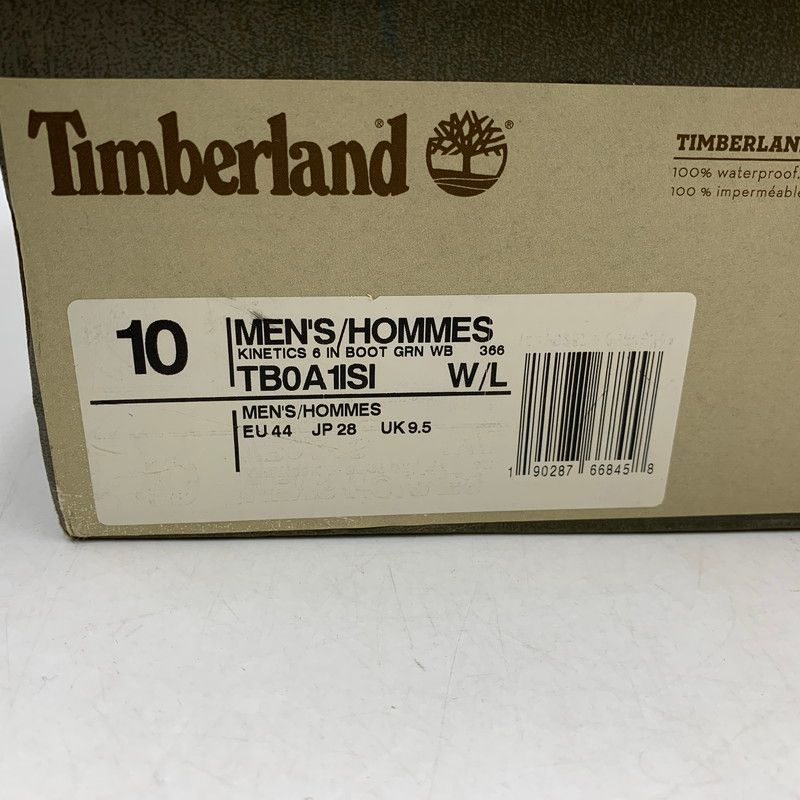 Timberland®
®
TIMBERLAN
100% waterproof.
100 % imperméable
10
MEN'S/HOMMES
KINETICS 6 IN BOOT GRN WB 366
TB0A1ISI W/L
MEN'S/HOMMES
EU 44 JP 28 UK 9.5
1 90287 66845 8